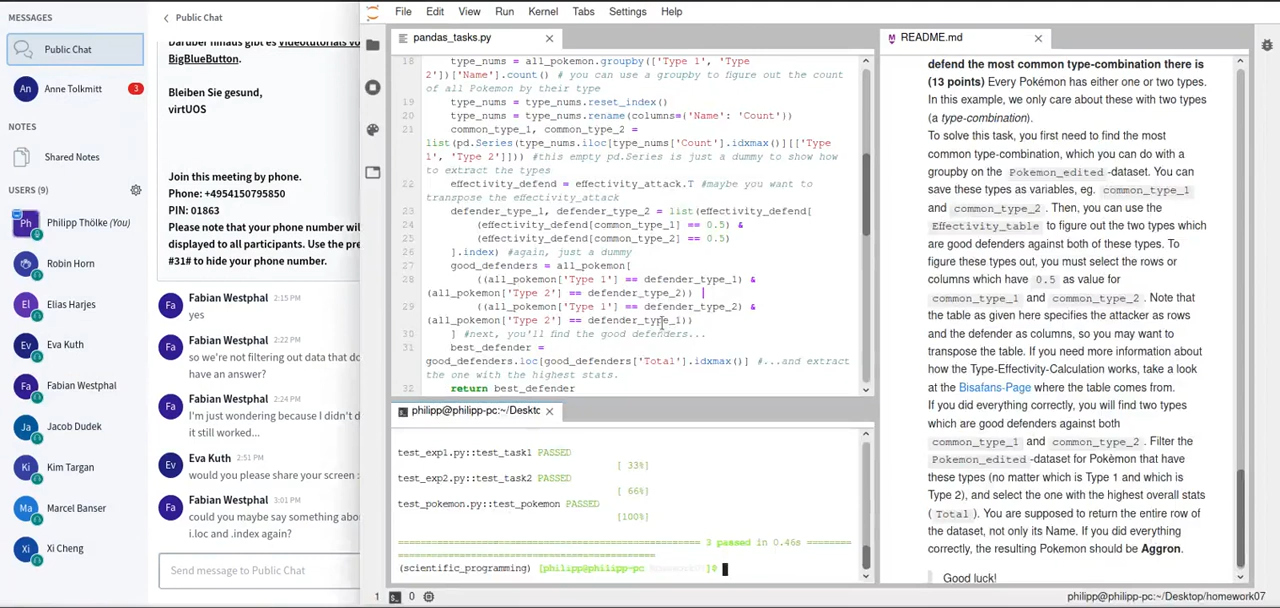 MESSAGES
Public Chat
Anne Tolkmitt
3
NOTES
Shared Notes
USERS (9)
Ph
Philipp Thölke (You)
Robin Horn
El
Elias Harjes
Ev
Eva Kuth
Fa
Fabian Westphal
Ja
Jacob Dudek
Ki
Kim Targan
Ma
Marcel Banser
Xi
Xi Cheng
Public Chat
Darüber hinaus gibt es Videotutorials vo
BigBlueButton.
Bleiben Sie gesund,
virtUOS
Join this meeting by phone.
Phone: +4954150795850
PIN: 01863
Please note that your phone number wil
displayed to all participants. Use the pre
#31# to hide your phone number.
Fa
Fabian Westphal 2:15 PM
yes
Fa
Fabian Westphal 2:22 PM
so we're not filtering out data that do
have an answer?
Fa
Fabian Westphal 2:24 PM
I'm just wondering because I didn't d
it still worked...
Ev
Eva Kuth 2:51 PM
would you please share your screen :
Fa
Fabian Westphal 3:01 PM
could you maybe say something abo
i.loc and .index again?
Send message to Public Chat
File Edit View Run Kernel Tabs Settings Help
pandas_tasks.py
18 type_nums = all_pokemon.groupby(['Type 1', 'Type
2'])['Name'].count() # you can use a groupby to figure out the count
of all Pokemon by their type
19 type_nums = type_nums.reset_index()
20 type_nums = type_nums.rename(columns={'Name': 'Count'})
21 common_type_1, common_type_2 =
list(pd.Series(type_nums.iloc[type_nums['Count'].idxmax()][['Type
1', 'Type 2']])) #this empty pd.Series is just a dummy to show how
to extract the types
22 effectivity_defend = effectivity_attack.T #maybe you want to
transpose the effectivity_attack
23 defender_type_1, defender_type_2 = list(effectivity_defend[
24 (effectivity_defend[common_type_1] == 0.5) &
25 (effectivity_defend[common_type_2] == 0.5)
26 ].index) #again, just a dummy
27 good_defenders = all_pokemon[
28 ((all_pokemon['Type 1'] == defender_type_1) &
(all_pokemon['Type 2'] == defender_type_2)) |
29 ((all_pokemon['Type 1'] == defender_type_2) &
(all_pokemon['Type 2'] == defender_type_1))
30 ] #next, you'll find the good defenders...
31 best_defender =
good_defenders.loc[good_defenders['Total'].idxmax()] #...and extract
the one with the highest stats.
32 return best_defender
philipp@philipp-pc:~/Deskto
test_exp1.py::test_task1 PASSED
[ 33%]
test_exp2.py::test_task2 PASSED
[ 66%]
test_pokemon.py::test_pokemon PASSED
[100%]
3 passed in 0.46s
(scientific_programming) [philipp@philipp-pc homework07]$
README.md
defend the most common type-combination there is
(13 points) Every Pokémon has either one or two types.
In this example, we only care about these with two types
(a type-combination).
To solve this task, you first need to find the most
common type-combination, which you can do with a
groupby on the Pokemon_edited -dataset. You can
save these types as variables, eg. common_type_1
and common_type_2 . Then, you can use the
Effectivity_table to figure out the two types which
are good defenders against both of these types. To
figure these types out, you must select the rows or
columns which have 0.5 as value for
common_type_1 and common_type_2 . Note that
the table as given here specifies the attacker as rows
and the defender as columns, so you may want to
transpose the table. If you need more information about
how the Type-Effectivity-Calculation works, take a look
at the Bisafans-Page where the table comes from.
If you did everything correctly, you will find two types
which are good defenders against both
common_type_1 and common_type_2 . Filter the
Pokemon_edited -dataset for Pokémon that have
these types (no matter which is Type 1 and which is
Type 2), and select the one with the highest overall stats
( Total ). You are supposed to return the entire row of
the dataset, not only its Name. If you did everything
correctly, the resulting Pokemon should be Aggron.
Good luck!
1 0
philipp@philipp-pc:~/Desktop/homework07